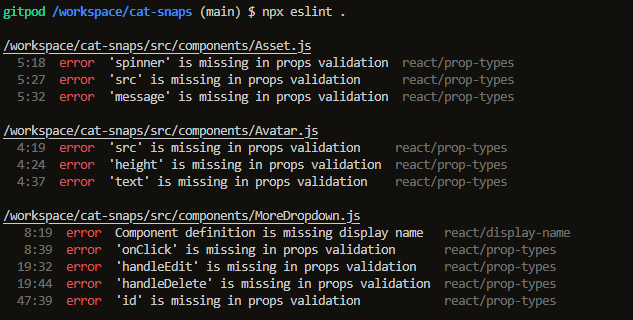 gitpod /workspace/cat-snaps (main) $ npx eslint .
/workspace/cat-snaps/src/components/Asset.js
5:18 error 'spinner' is missing in props validation react/prop-types
5:27 error 'src' is missing in props validation react/prop-types
5:32 error 'message' is missing in props validation react/prop-types
/workspace/cat-snaps/src/components/Avatar.js
4:19 error 'src' is missing in props validation react/prop-types
4:24 error 'height' is missing in props validation react/prop-types
4:37 error 'text' is missing in props validation react/prop-types
/workspace/cat-snaps/src/components/MoreDropdown.js
8:19 error Component definition is missing display name react/display-name
8:39 error 'onClick' is missing in props validation react/prop-types
19:32 error 'handleEdit' is missing in props validation react/prop-types
19:44 error 'handleDelete' is missing in props validation react/prop-types
47:39 error 'id' is missing in props validation react/prop-types